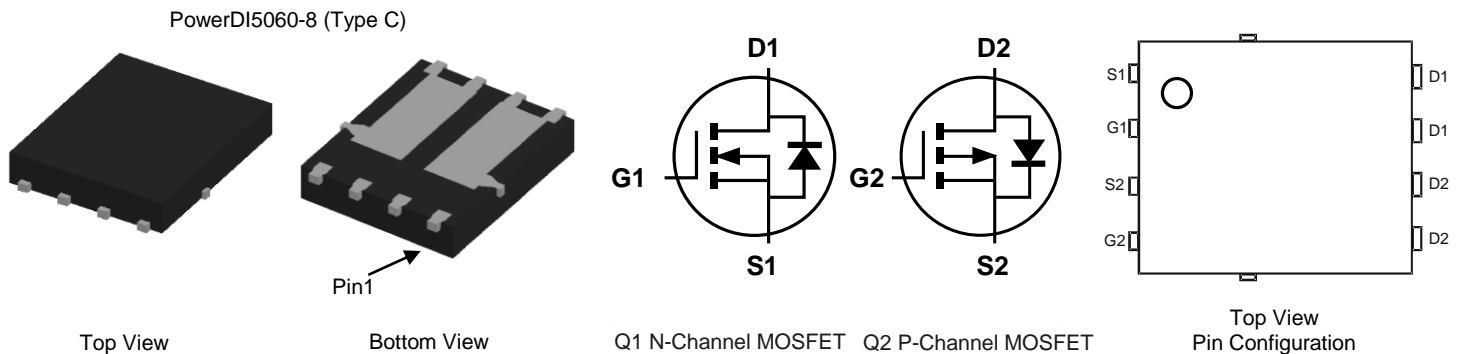 PowerDI5060-8 (Type C)
Pin1
Top View
Bottom View
D1
G1
S1
Q1 N-Channel MOSFET
D2
G2
S2
Q2 P-Channel MOSFET
S1
G1
S2
G2
D1
D1
D2
D2
Top View
Pin Configuration